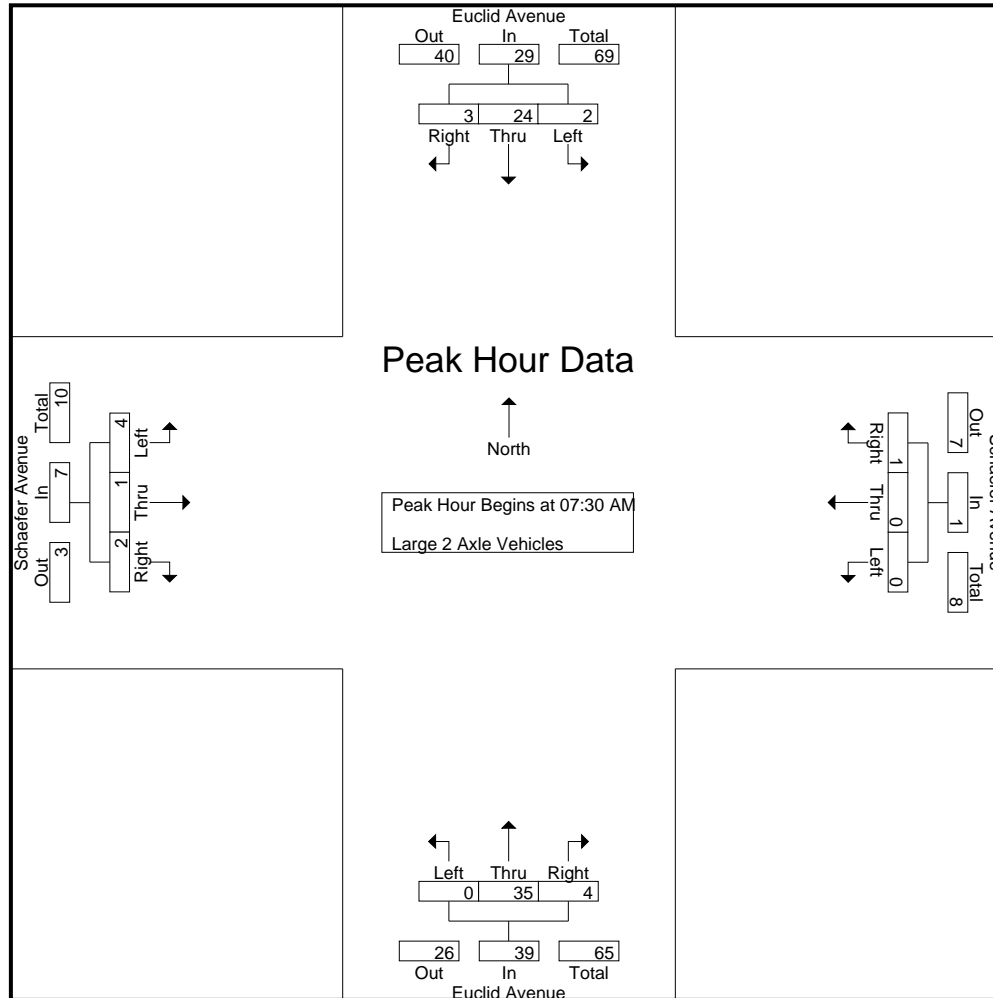 Euclid Avenue
Out In Total
40 29 69
3 24 2
Right Thru Left
Peak Hour Data
North
Peak Hour Begins at 07:30 AM
Large 2 Axle Vehicles
Schaefer Avenue
Out In Total
3 7 10
Right Thru Left
2 1 4
Out In Total
7 1 8
Right Thru Left
1 0 0
Left Thru Right
0 35 4
26 39 65
Out In Total
Euclid Avenue